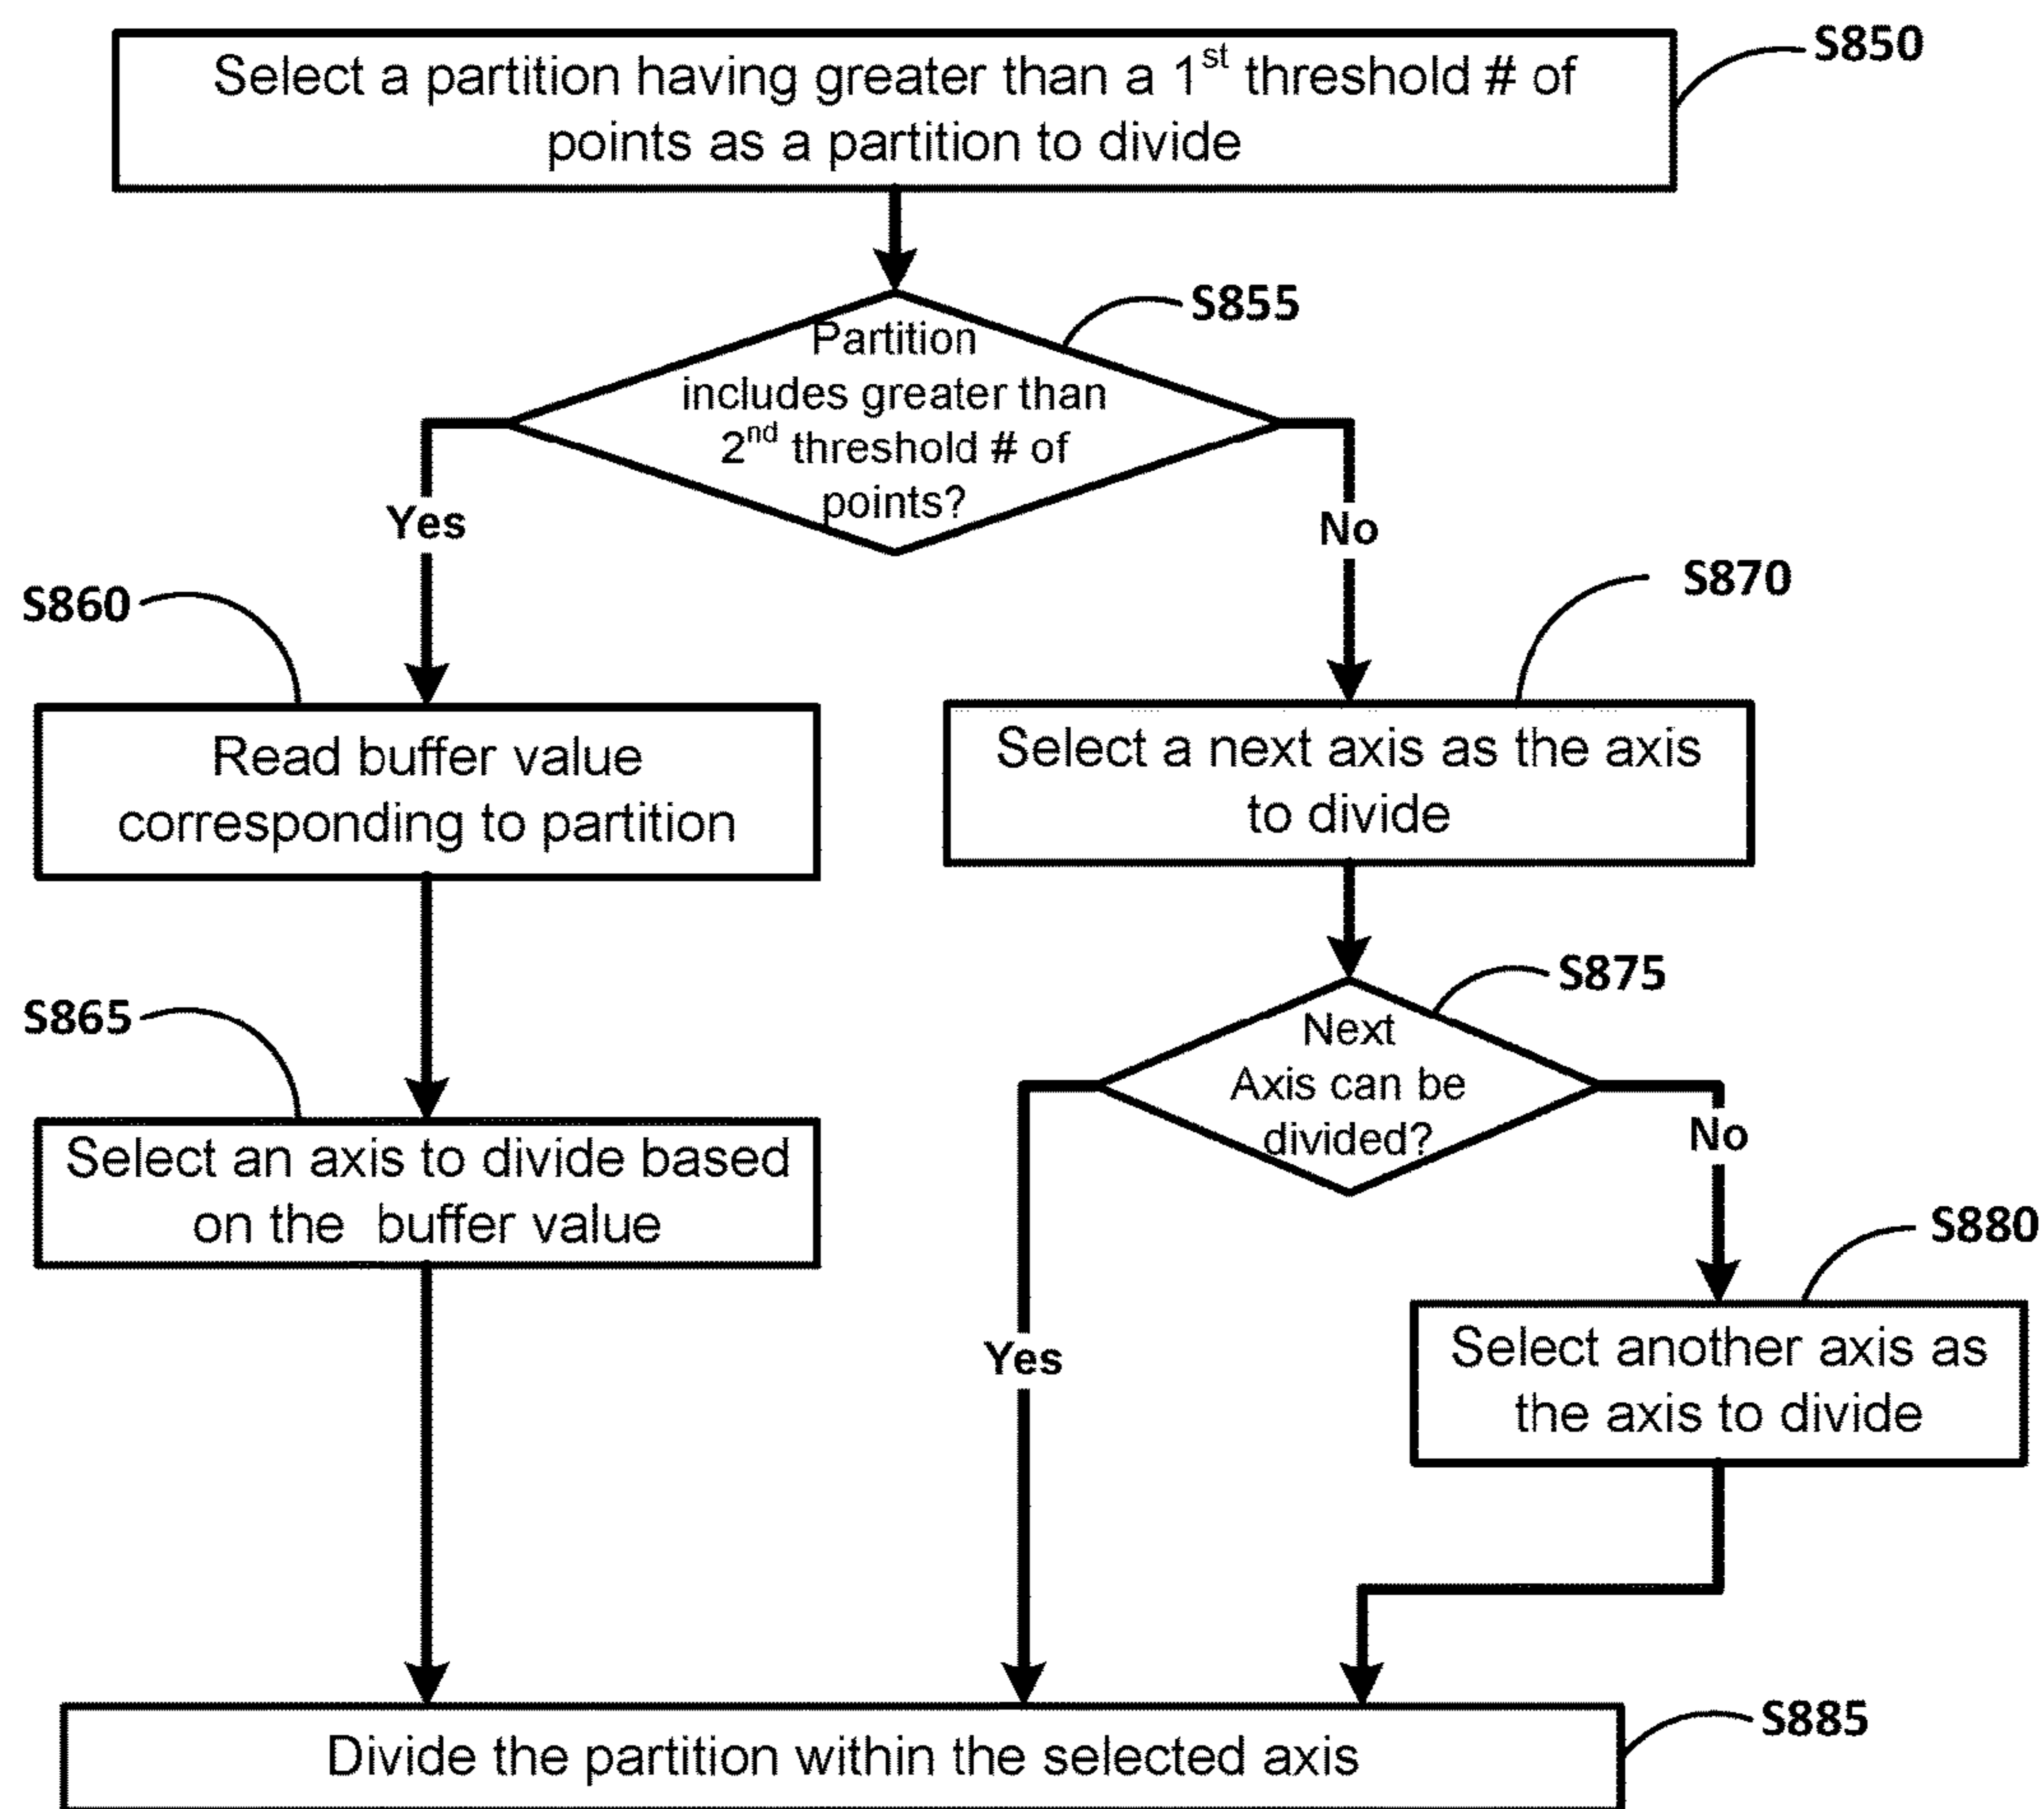 S850
Select a partition having greater than a 1st threshold # of
points as a partition to divide
S855
Partition
includes greater than
2nd threshold # of
points?
Yes
No
S860
S870
Read buffer value
corresponding to partition
Select a next axis as the axis
to divide
S865
S875
Next
Axis can be
divided?
No
Select an axis to divide based
on the buffer value
S880
Yes
Select another axis as
the axis to divide
S885
Divide the partition within the selected axis